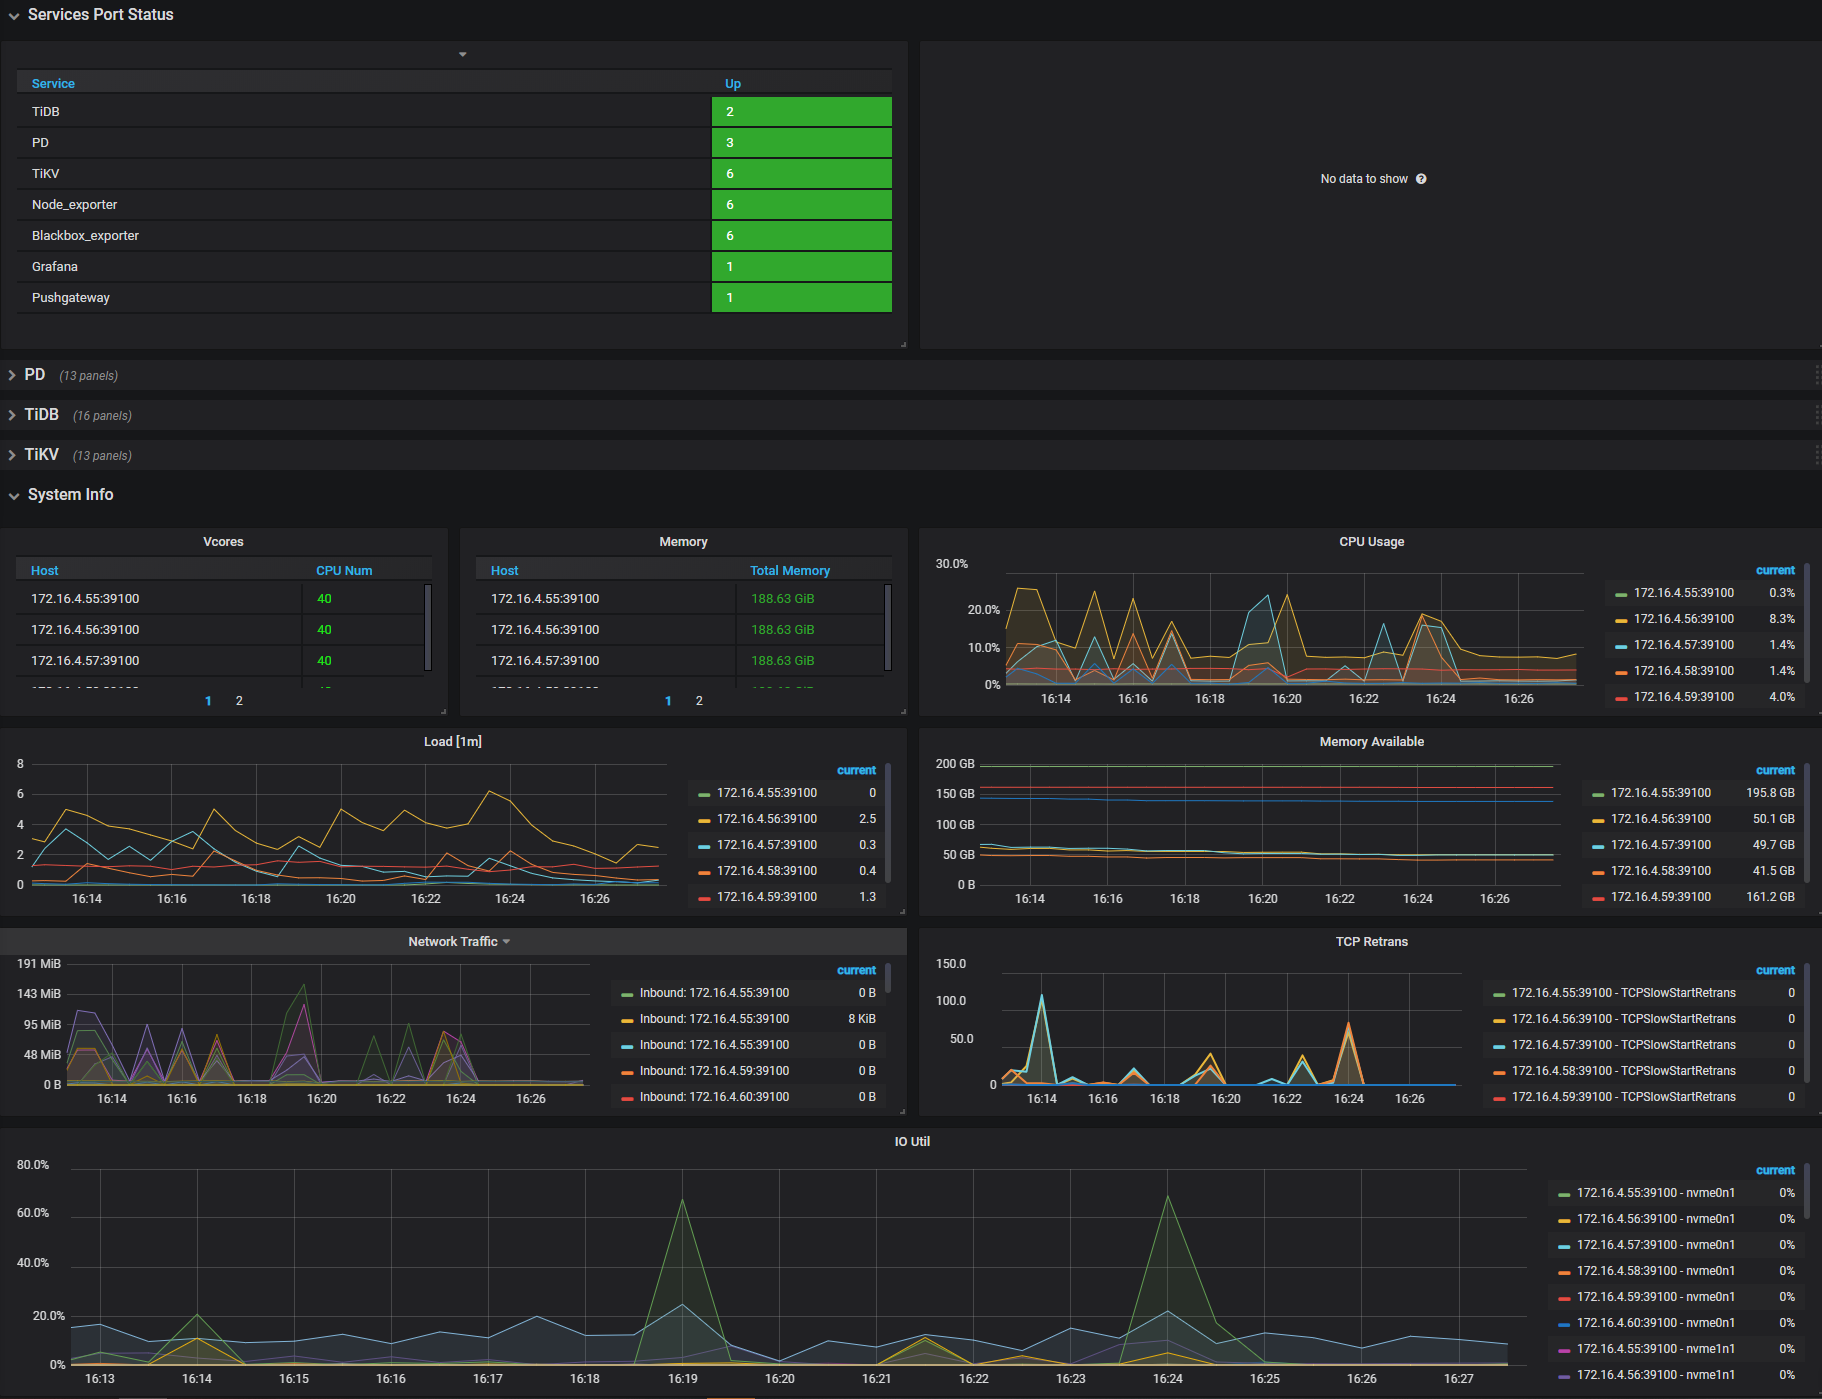 Services Port Status
Service Up
TiDB 2
PD 3
TiKV 6
Node_exporter 6
Blackbox_exporter 6
Grafana 1
Pushgateway 1
No data to show
PD (13 panels)
TiDB (16 panels)
TiKV (13 panels)
System Info
Vcores
Host CPU Num
172.16.4.55:39100 40
172.16.4.56:39100 40
172.16.4.57:39100 40
1 2
Memory
Host Total Memory
172.16.4.55:39100 188.63 GiB
172.16.4.56:39100 188.63 GiB
172.16.4.57:39100 188.63 GiB
1 2
CPU Usage
30.0%
20.0%
10.0%
0%
16:14 16:16 16:18 16:20 16:22 16:24 16:26
current
172.16.4.55:39100 0.3%
172.16.4.56:39100 8.3%
172.16.4.57:39100 1.4%
172.16.4.58:39100 1.4%
172.16.4.59:39100 4.0%
Load [1m]
8
6
4
2
0
16:14 16:16 16:18 16:20 16:22 16:24 16:26
current
172.16.4.55:39100 0
172.16.4.56:39100 2.5
172.16.4.57:39100 0.3
172.16.4.58:39100 0.4
172.16.4.59:39100 1.3
Memory Available
200 GB
150 GB
100 GB
50 GB
0 B
16:14 16:16 16:18 16:20 16:22 16:24 16:26
current
172.16.4.55:39100 195.8 GB
172.16.4.56:39100 50.1 GB
172.16.4.57:39100 49.7 GB
172.16.4.58:39100 41.5 GB
172.16.4.59:39100 161.2 GB
Network Traffic
191 MiB
143 MiB
95 MiB
48 MiB
0 B
16:14 16:16 16:18 16:20 16:22 16:24 16:26
current
Inbound: 172.16.4.55:39100 0 B
Inbound: 172.16.4.55:39100 8 KiB
Inbound: 172.16.4.55:39100 0 B
Inbound: 172.16.4.59:39100 0 B
Inbound: 172.16.4.60:39100 0 B
TCP Retrans
150.0
100.0
50.0
0
16:14 16:16 16:18 16:20 16:22 16:24 16:26
current
172.16.4.55:39100 - TCPSlowStartRetrans 0
172.16.4.56:39100 - TCPSlowStartRetrans 0
172.16.4.57:39100 - TCPSlowStartRetrans 0
172.16.4.58:39100 - TCPSlowStartRetrans 0
172.16.4.59:39100 - TCPSlowStartRetrans 0
IO Util
80.0%
60.0%
40.0%
20.0%
0%
16:13 16:14 16:15 16:16 16:17 16:18 16:19 16:20 16:21 16:22 16:23 16:24 16:25 16:26 16:27
current
172.16.4.55:39100 - nvme0n1 0%
172.16.4.56:39100 - nvme0n1 0%
172.16.4.57:39100 - nvme0n1 0%
172.16.4.58:39100 - nvme0n1 0%
172.16.4.59:39100 - nvme0n1 0%
172.16.4.60:39100 - nvme0n1 0%
172.16.4.55:39100 - nvme1n1 0%
172.16.4.56:39100 - nvme1n1 0%